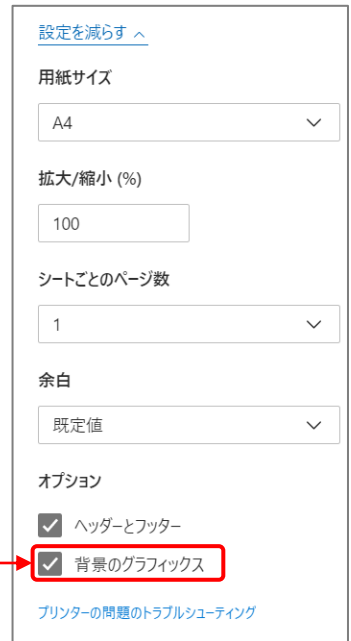 設定を減らす
用紙サイズ
A4
拡大/縮小 (%)
100
シートごとのページ数
1
余白
既定値
オプション
ヘッダーとフッター
背景のグラフィックス
プリンターの問題のトラブルシューティング